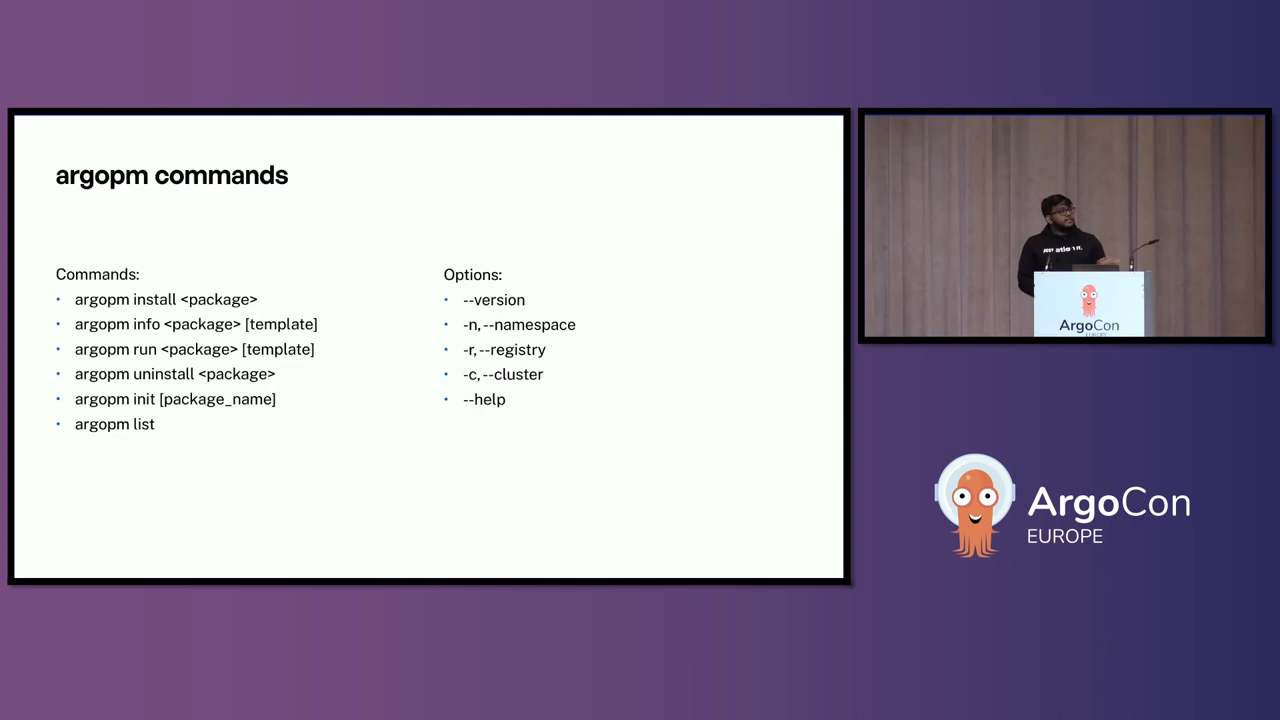 argopm commands
Commands:
• argopm install <package>
• argopm info <package> [template]
• argopm run <package> [template]
• argopm uninstall <package>
• argopm init [package_name]
• argopm list
Options:
• --version
• -n, --namespace
• -r, --registry
• -c, --cluster
• --help
ArgoCon
ArgoCon
EUROPE